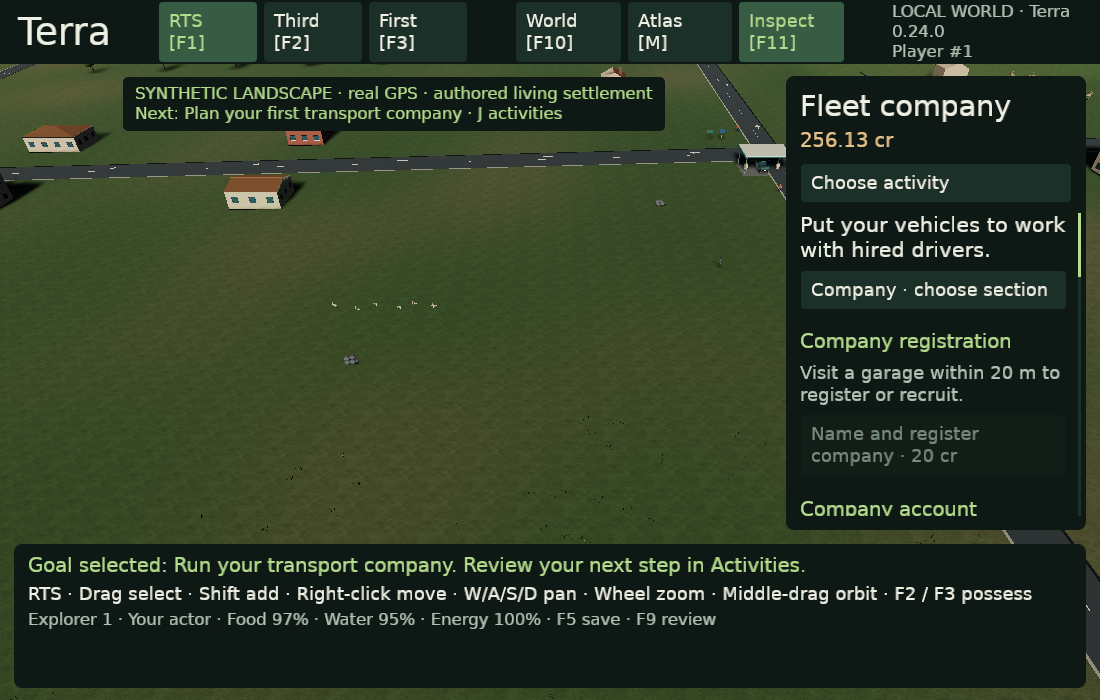 Terra
RTS
[F1]
Third
[F2]
First
[F3]
World
[F10]
Atlas
[M]
Inspect
[F11]
LOCAL WORLD · Terra
0.24.0
Player #1
SYNTHETIC LANDSCAPE · real GPS · authored living settlement
Next: Plan your first transport company · J activities
Fleet company
256.13 cr
Choose activity
Put your vehicles to work
with hired drivers.
Company · choose section
Company registration
Visit a garage within 20 m to
register or recruit.
Name and register
company · 20 cr
Company account
Goal selected: Run your transport company. Review your next step in Activities.
RTS · Drag select · Shift add · Right-click move · W/A/S/D pan · Wheel zoom · Middle-drag orbit · F2 / F3 possess
Explorer 1 · Your actor · Food 97% · Water 95% · Energy 100% · F5 save · F9 review